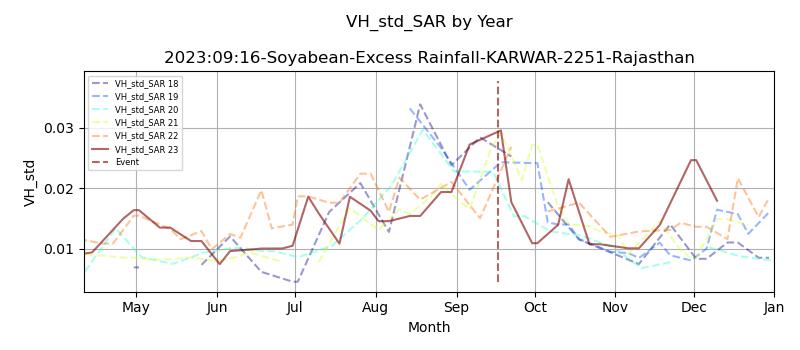 VH_std_SAR by Year
2023:09:16-Soyabean-Excess Rainfall-KARWAR-2251-Rajasthan
VH_std_SAR 18
VH_std_SAR 19
VH_std_SAR 20
VH_std_SAR 21
VH_std_SAR 22
VH_std_SAR 23
Event
VH_std
0.03
0.02
0.01
May Jun Jul Aug Sep Oct Nov Dec Jan
Month